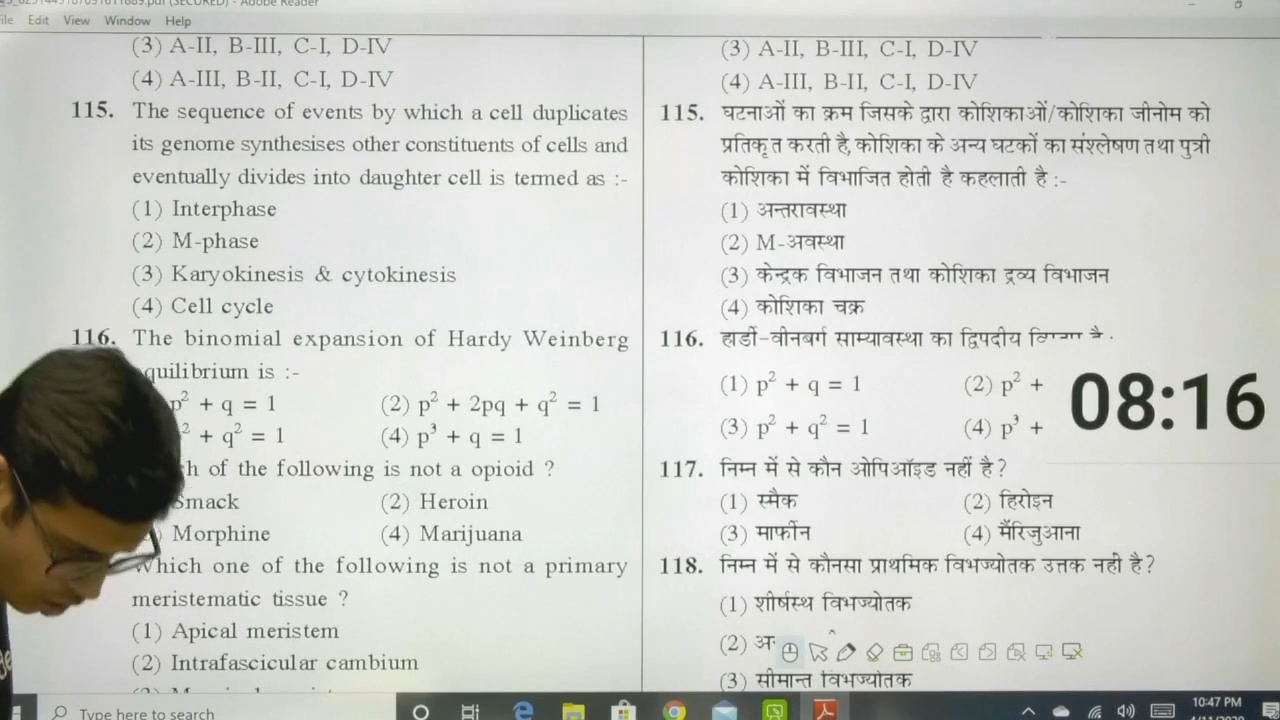 (SECURED) - Adobe Reader
Edit View Window Help
(3) A-II, B-III, C-I, D-IV
(4) A-III, B-II, C-I, D-IV
115. The sequence of events by which a cell duplicates
its genome synthesises other constituents of cells and
eventually divides into daughter cell is termed as :-
(1) Interphase
(2) M-phase
(3) Karyokinesis & cytokinesis
(4) Cell cycle
116. The binomial expansion of Hardy Weinberg
quilibrium is :-
p² + q = 1 (2) p² + 2pq + q² = 1
² + q² = 1 (4) p³ + q = 1
h of the following is not a opioid ?
Smack (2) Heroin
Morphine (4) Marijuana
Which one of the following is not a primary
meristematic tissue ?
(1) Apical meristem
(2) Intrafascicular cambium
(3) A-II, B-III, C-I, D-IV
(4) A-III, B-II, C-I, D-IV
115. घटनाओं का क्रम जिसके द्वारा कोशिकाओं/कोशिका जीनोम को
प्रतिकृत करती है, कोशिका के अन्य घटकों का संश्लेषण तथा पुत्री
कोशिका में विभाजित होती है कहलाती है :-
(1) अन्तरावस्था
(2) M-अवस्था
(3) केन्द्रक विभाजन तथा कोशिका द्रव्य विभाजन
(4) कोशिका चक्र
116. हार्डी-वीनबर्ग साम्यावस्था का द्विपदीय है
(1) p² + q = 1 (2) p² +
(3) p² + q² = 1 (4) p³ +
08:16
117. निम्न में से कौन ओपिऑइड नहीं है ?
(1) स्मैक (2) हिरोइन
(3) मार्फीन (4) मैंरिजुआना
118. निम्न में से कौनसा प्राथमिक विभज्योतक उत्तक नही है ?
(1) शीर्षस्थ विभज्योतक
(2)
(3) सीमान्त विभज्योतक
Type here to search
10:47 PM